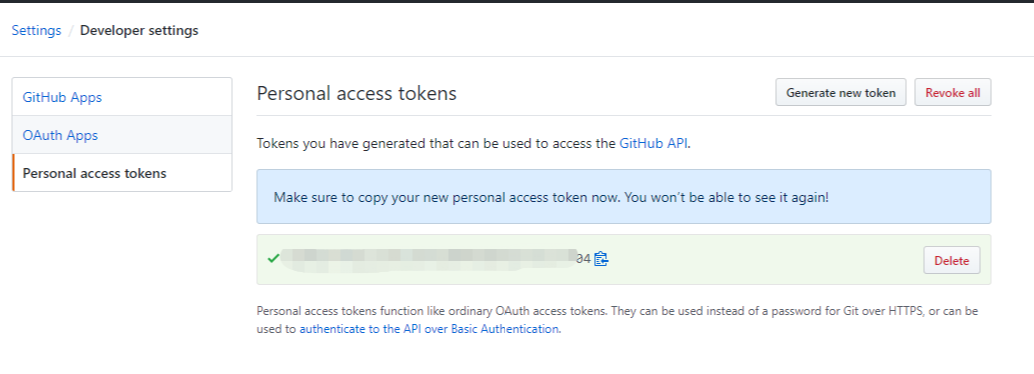 Settings / Developer settings
GitHub Apps
OAuth Apps
Personal access tokens
Personal access tokens
Generate new token
Revoke all
Tokens you have generated that can be used to access the GitHub API.
Make sure to copy your new personal access token now. You won't be able to see it again!
Delete
Personal access tokens function like ordinary OAuth access tokens. They can be used instead of a password for Git over HTTPS, or can be
used to authenticate to the API over Basic Authentication.